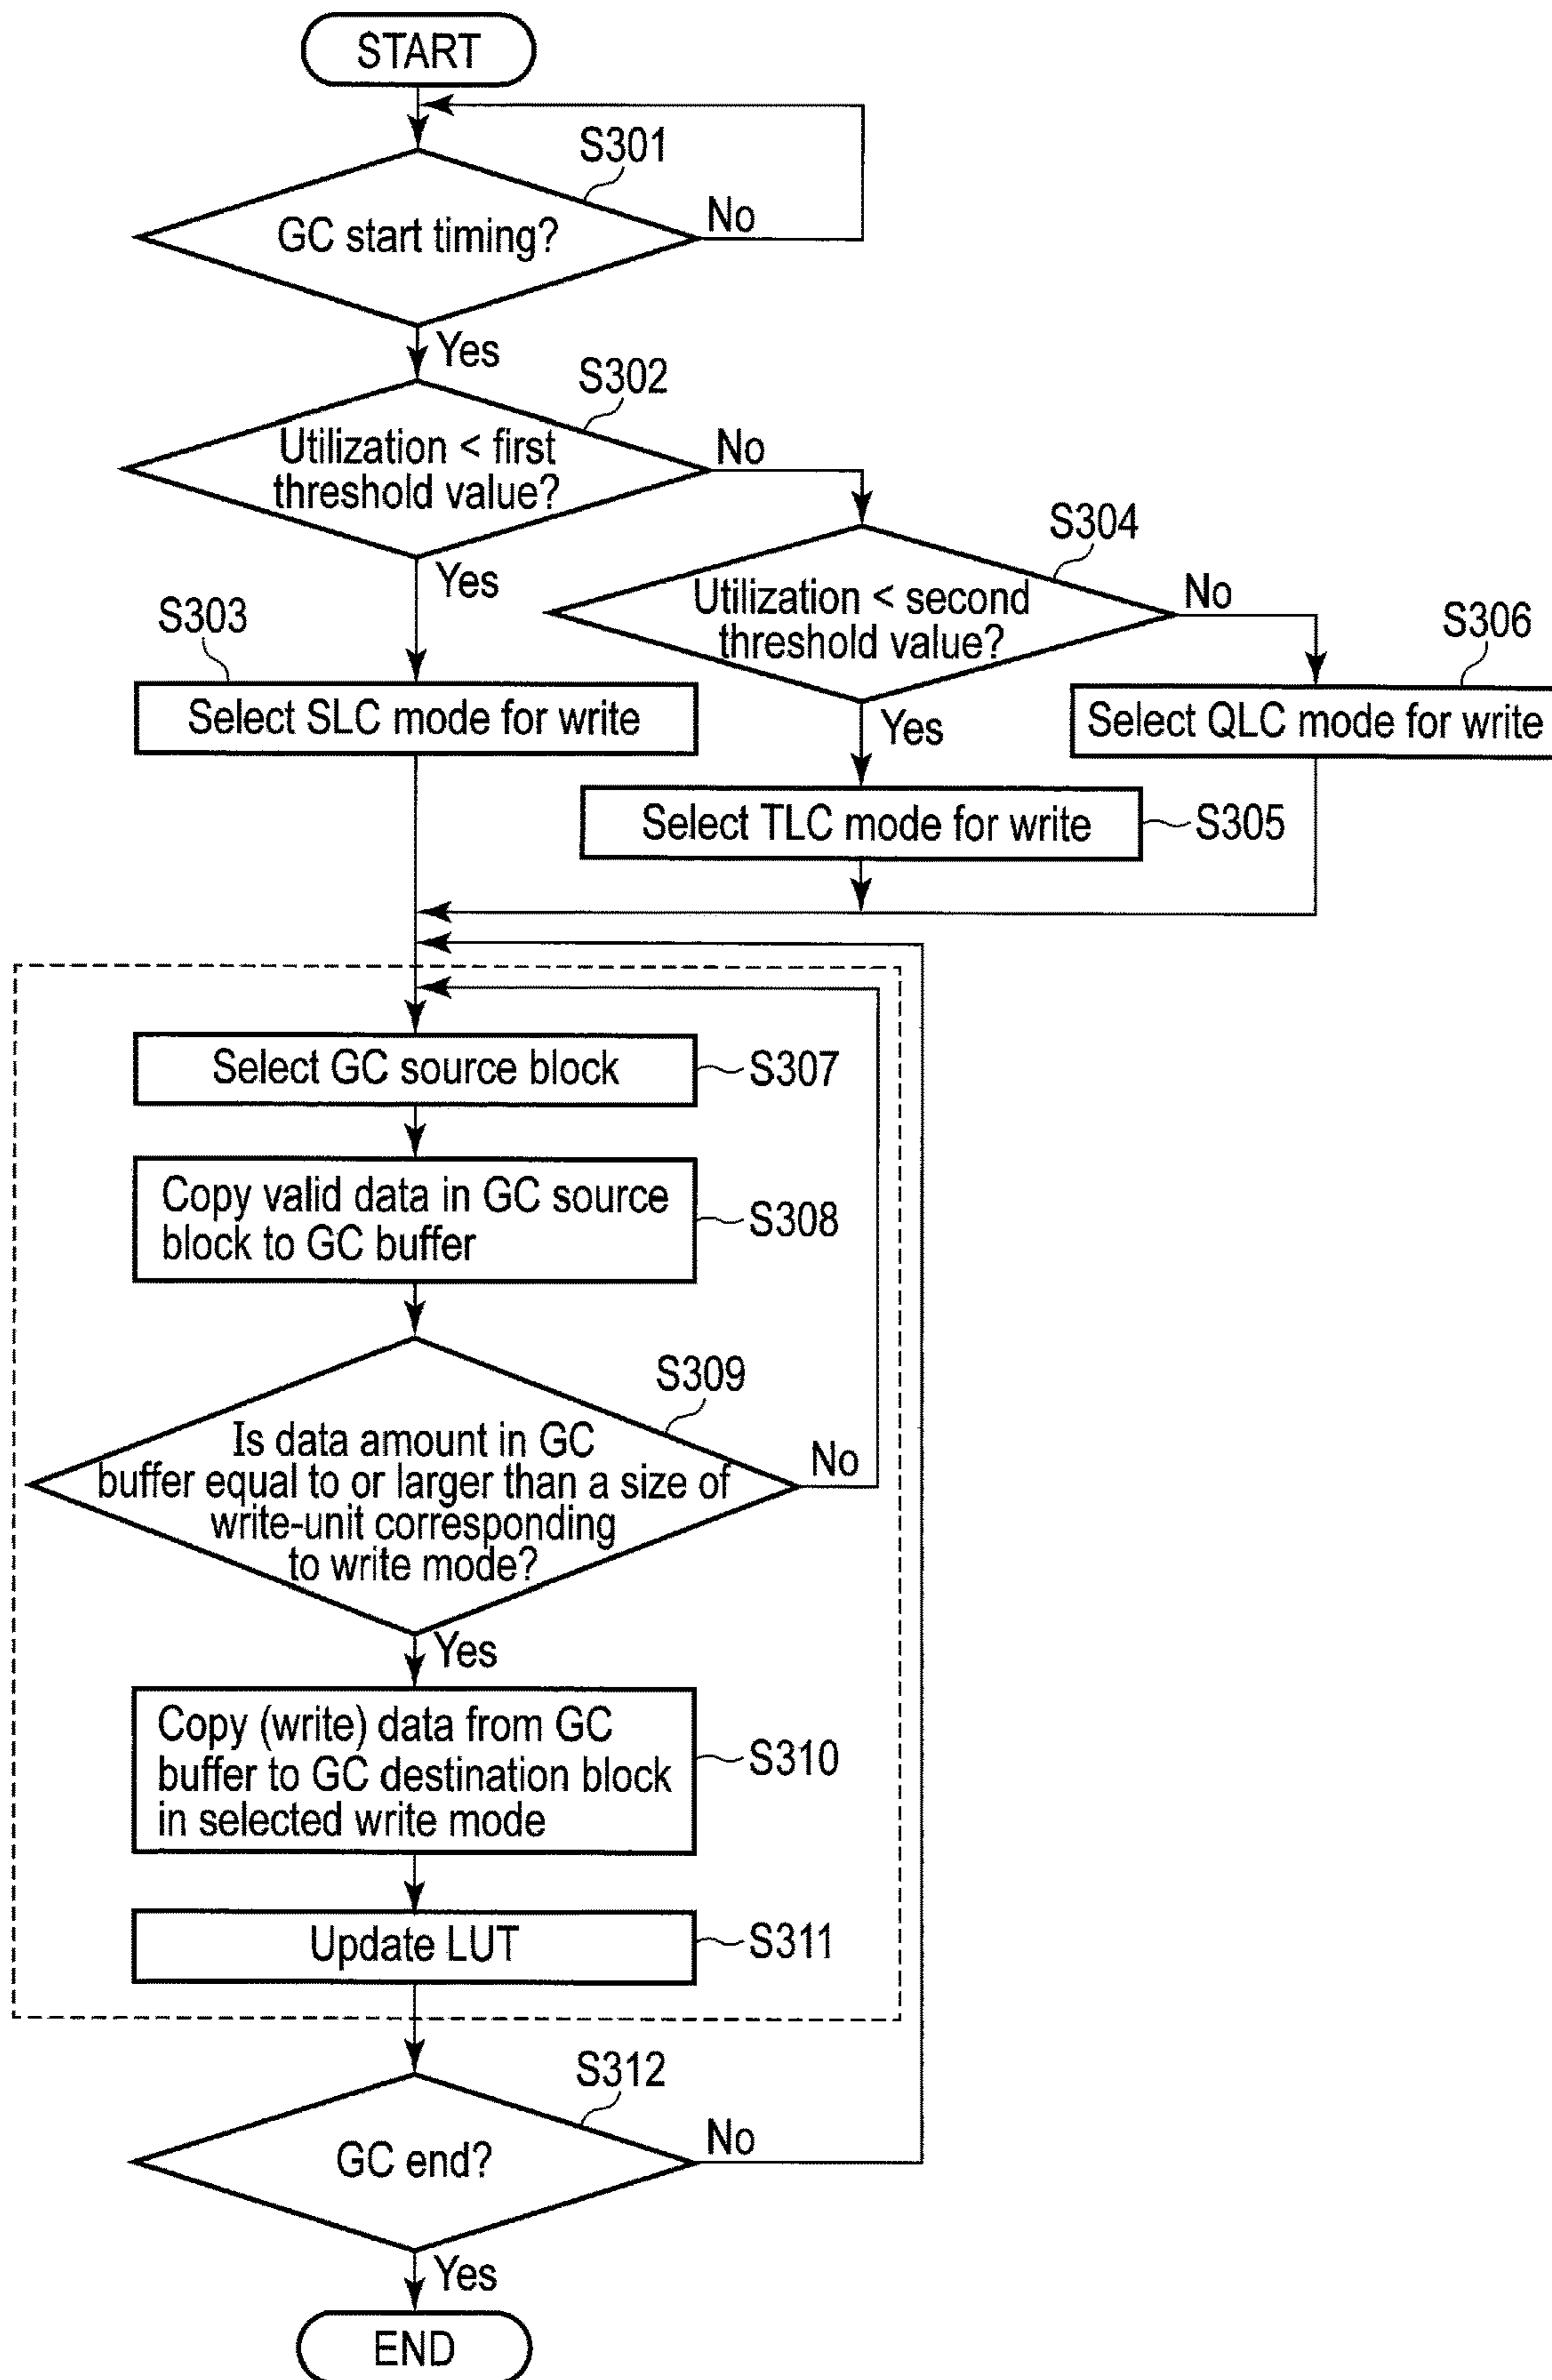 START
S301
GC start timing?
No
Yes
S302
Utilization < first
threshold value?
No
Yes
S304
Utilization < second
threshold value?
No
Yes
S303
Select SLC mode for write
S306
Select QLC mode for write
Select TLC mode for write
S305
Select GC source block
S307
Copy valid data in GC source
block to GC buffer
S308
S309
Is data amount in GC
buffer equal to or larger than a size of
write-unit corresponding
to write mode?
No
Yes
Copy (write) data from GC
buffer to GC destination block
in selected write mode
S310
Update LUT
S311
S312
GC end?
No
Yes
END